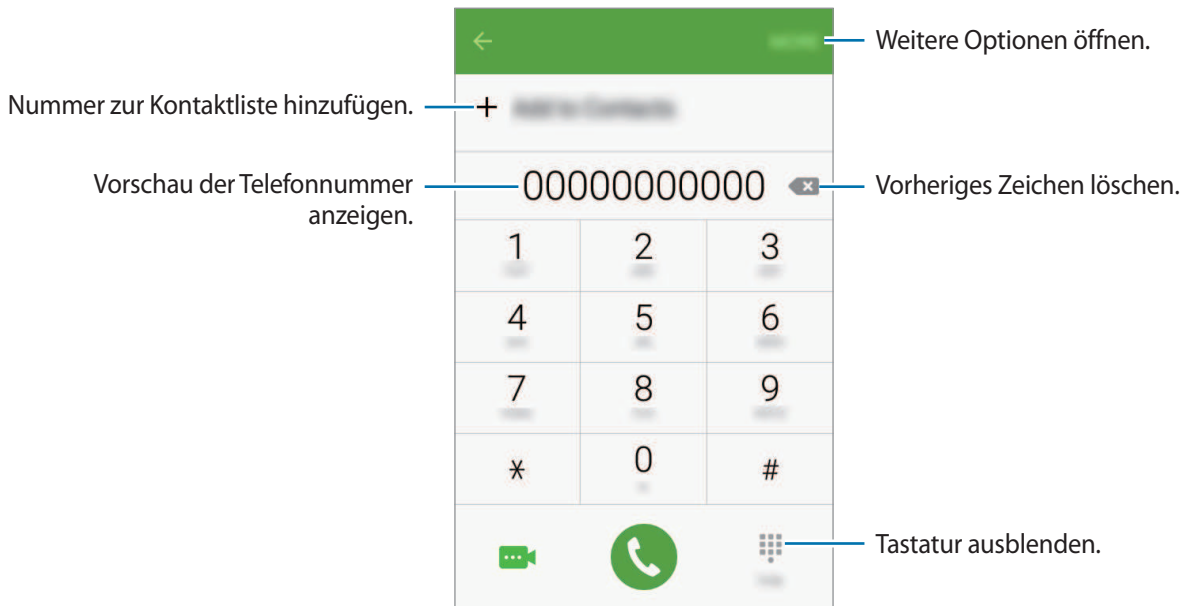 Weitere Optionen öffnen.
Nummer zur Kontaktliste hinzufügen.
Vorschau der Telefonnummer
anzeigen.
00000000000
Vorheriges Zeichen löschen.
1 2 3
4 5 6
7 8 9
* 0 #
Tastatur ausblenden.